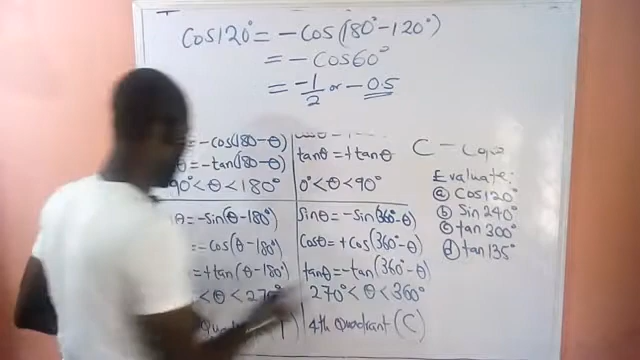 Cos120° = -Cos(180° - 120°)
= - Cos60°
= -1/2 or - 0.5
= -cos(180 - θ)
= -tan(180 - θ)
90° < θ < 180°
tanθ = +tanθ
0° < θ < 90°
θ = -Sin(θ - 180°)
= -Cos(θ - 180°)
= +tan(θ - 180°)
< θ < 270°
Sinθ = -Sin(360° - θ)
Cosθ = +Cos(360° - θ)
tanθ = -tan(360° - θ)
270° < θ < 360°
4th Quadrant (C)
C -
Evaluate:
(a) Cos120°
(b) Sin240°
(c) tan300°
(d) tan135°